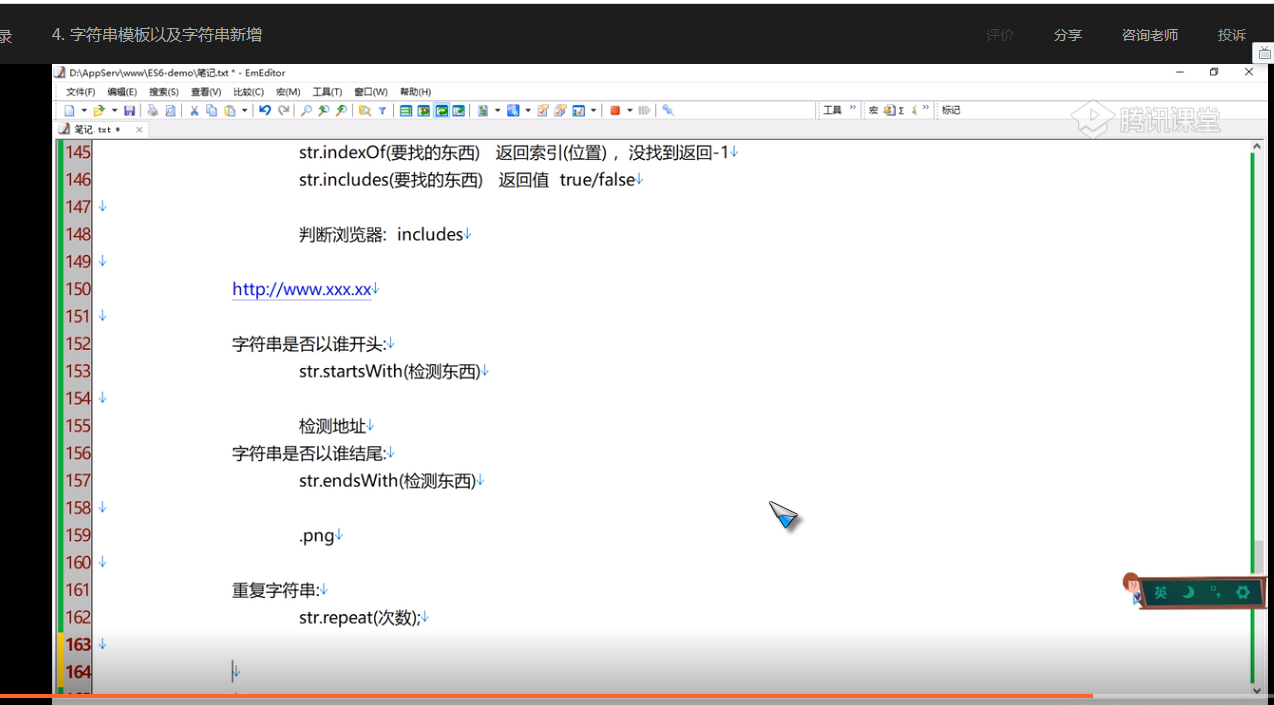 录
4. 字符串模板以及字符串新增
评价 分享 咨询老师 投诉
D:\AppServ\www\ES6-demo\笔记.txt * - EmEditor
文件(F) 编辑(E) 搜索(S) 查看(V) 比较(C) 宏(M) 工具(T) 窗口(W) 帮助(H)
工具 » 宏 Σ » 标记
腾讯课堂
笔记.txt *
145 str.indexOf(要找的东西) 返回索引(位置) ，没找到返回-1
146 str.includes(要找的东西) 返回值 true/false
147
148 判断浏览器: includes
149
150 http://www.xxx.xx
151
152 字符串是否以谁开头:
153 str.startsWith(检测东西)
154
155 检测地址
156 字符串是否以谁结尾:
157 str.endsWith(检测东西)
158
159 .png
160
161 重复字符串:
英
162 str.repeat(次数);
163
164